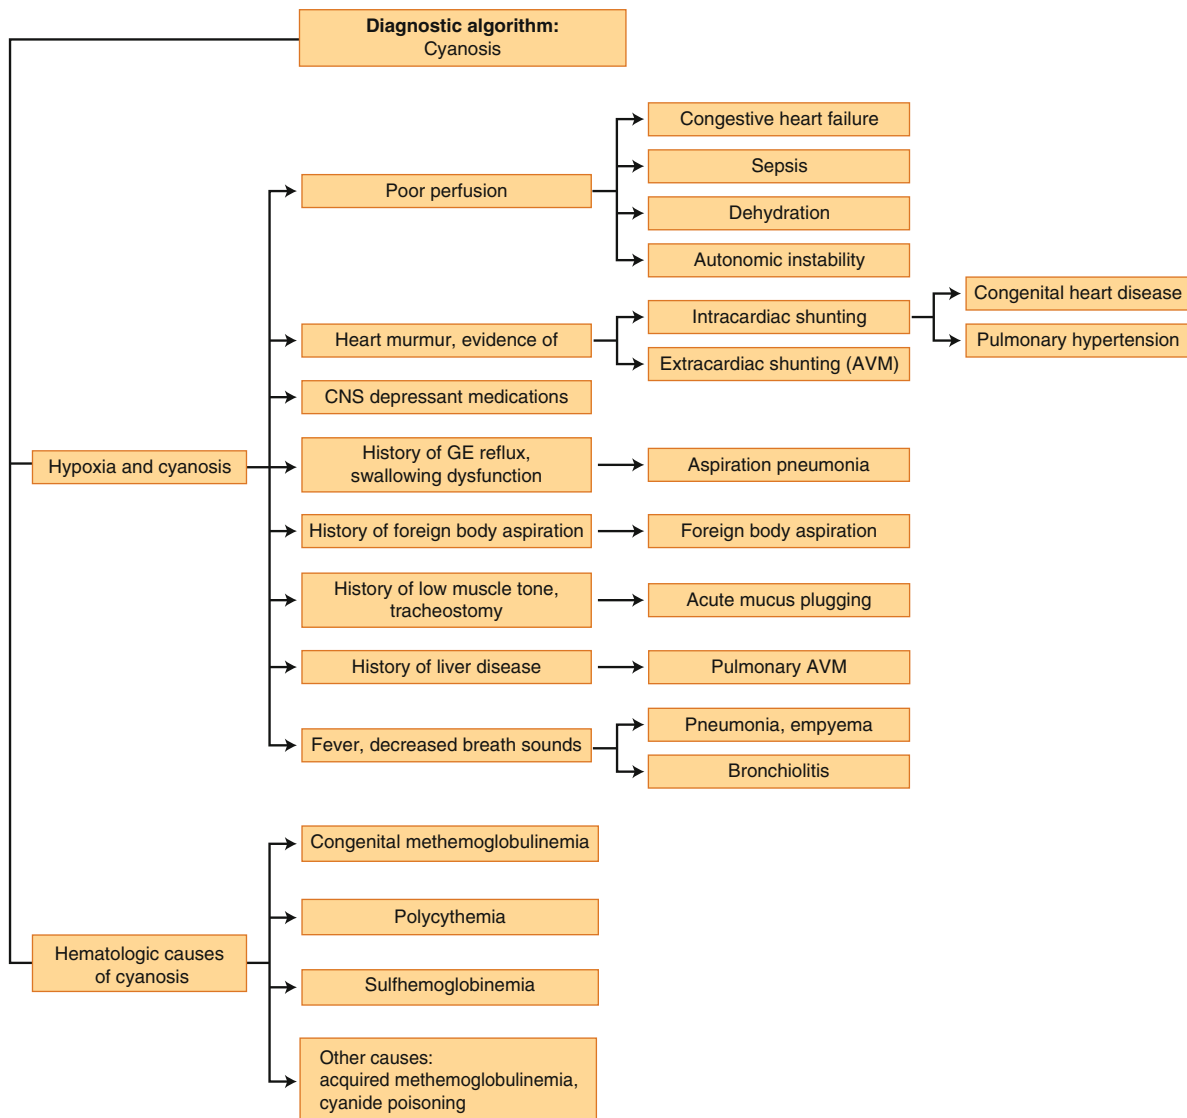 Diagnostic algorithm:
Cyanosis
Hypoxia and cyanosis
Poor perfusion
Congestive heart failure
Sepsis
Dehydration
Autonomic instability
Heart murmur, evidence of
Intracardiac shunting
Congenital heart disease
Pulmonary hypertension
Extracardiac shunting (AVM)
CNS depressant medications
History of GE reflux,
swallowing dysfunction
Aspiration pneumonia
History of foreign body aspiration
Foreign body aspiration
History of low muscle tone,
tracheostomy
Acute mucus plugging
History of liver disease
Pulmonary AVM
Fever, decreased breath sounds
Pneumonia, empyema
Bronchiolitis
Hematologic causes
of cyanosis
Congenital methemoglobulinemia
Polycythemia
Sulfhemoglobinemia
Other causes:
acquired methemoglobulinemia,
cyanide poisoning